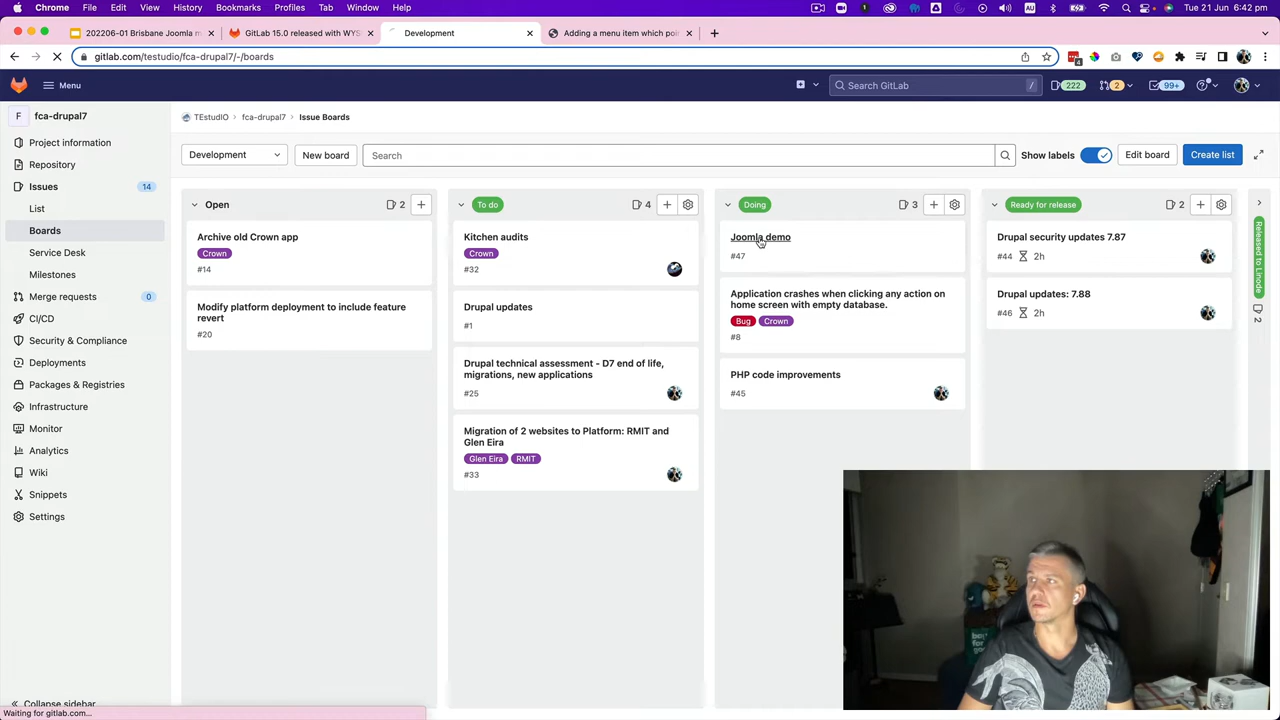 Chrome File Edit View History Bookmarks Profiles Tab Window Help
Tue 21 Jun 6:42 pm
202206-01 Brisbane Joomla m
GitLab 15.0 released with WYS
Development
Adding a menu item which poi
gitlab.com/testudio/fca-drupal7/-/boards
Menu
Search GitLab
/
222
2
99+
F fca-drupal7
Project information
Repository
Issues 14
List
Boards
Service Desk
Milestones
Merge requests 0
CI/CD
Security & Compliance
Deployments
Packages & Registries
Infrastructure
Monitor
Analytics
Wiki
Snippets
Settings
Collapse sidebar
Waiting for gitlab.com...
TEstudIO > fca-drupal7 > Issue Boards
Development
New board
Search
Show labels
Edit board
Create list
Open 2
Archive old Crown app
Crown
#14
Modify platform deployment to include feature
revert
#20
To do 4
Kitchen audits
Crown
#32
Drupal updates
#1
Drupal technical assessment - D7 end of life,
migrations, new applications
#25
Migration of 2 websites to Platform: RMIT and
Glen Eira
Glen Eira RMIT
#33
Doing 3
Joomla demo
#47
Application crashes when clicking any action on
home screen with empty database.
Bug Crown
#8
PHP code improvements
#45
Ready for release 2
Drupal security updates 7.87
#44 2h
Drupal updates: 7.88
#46 2h
Released to Linode
2